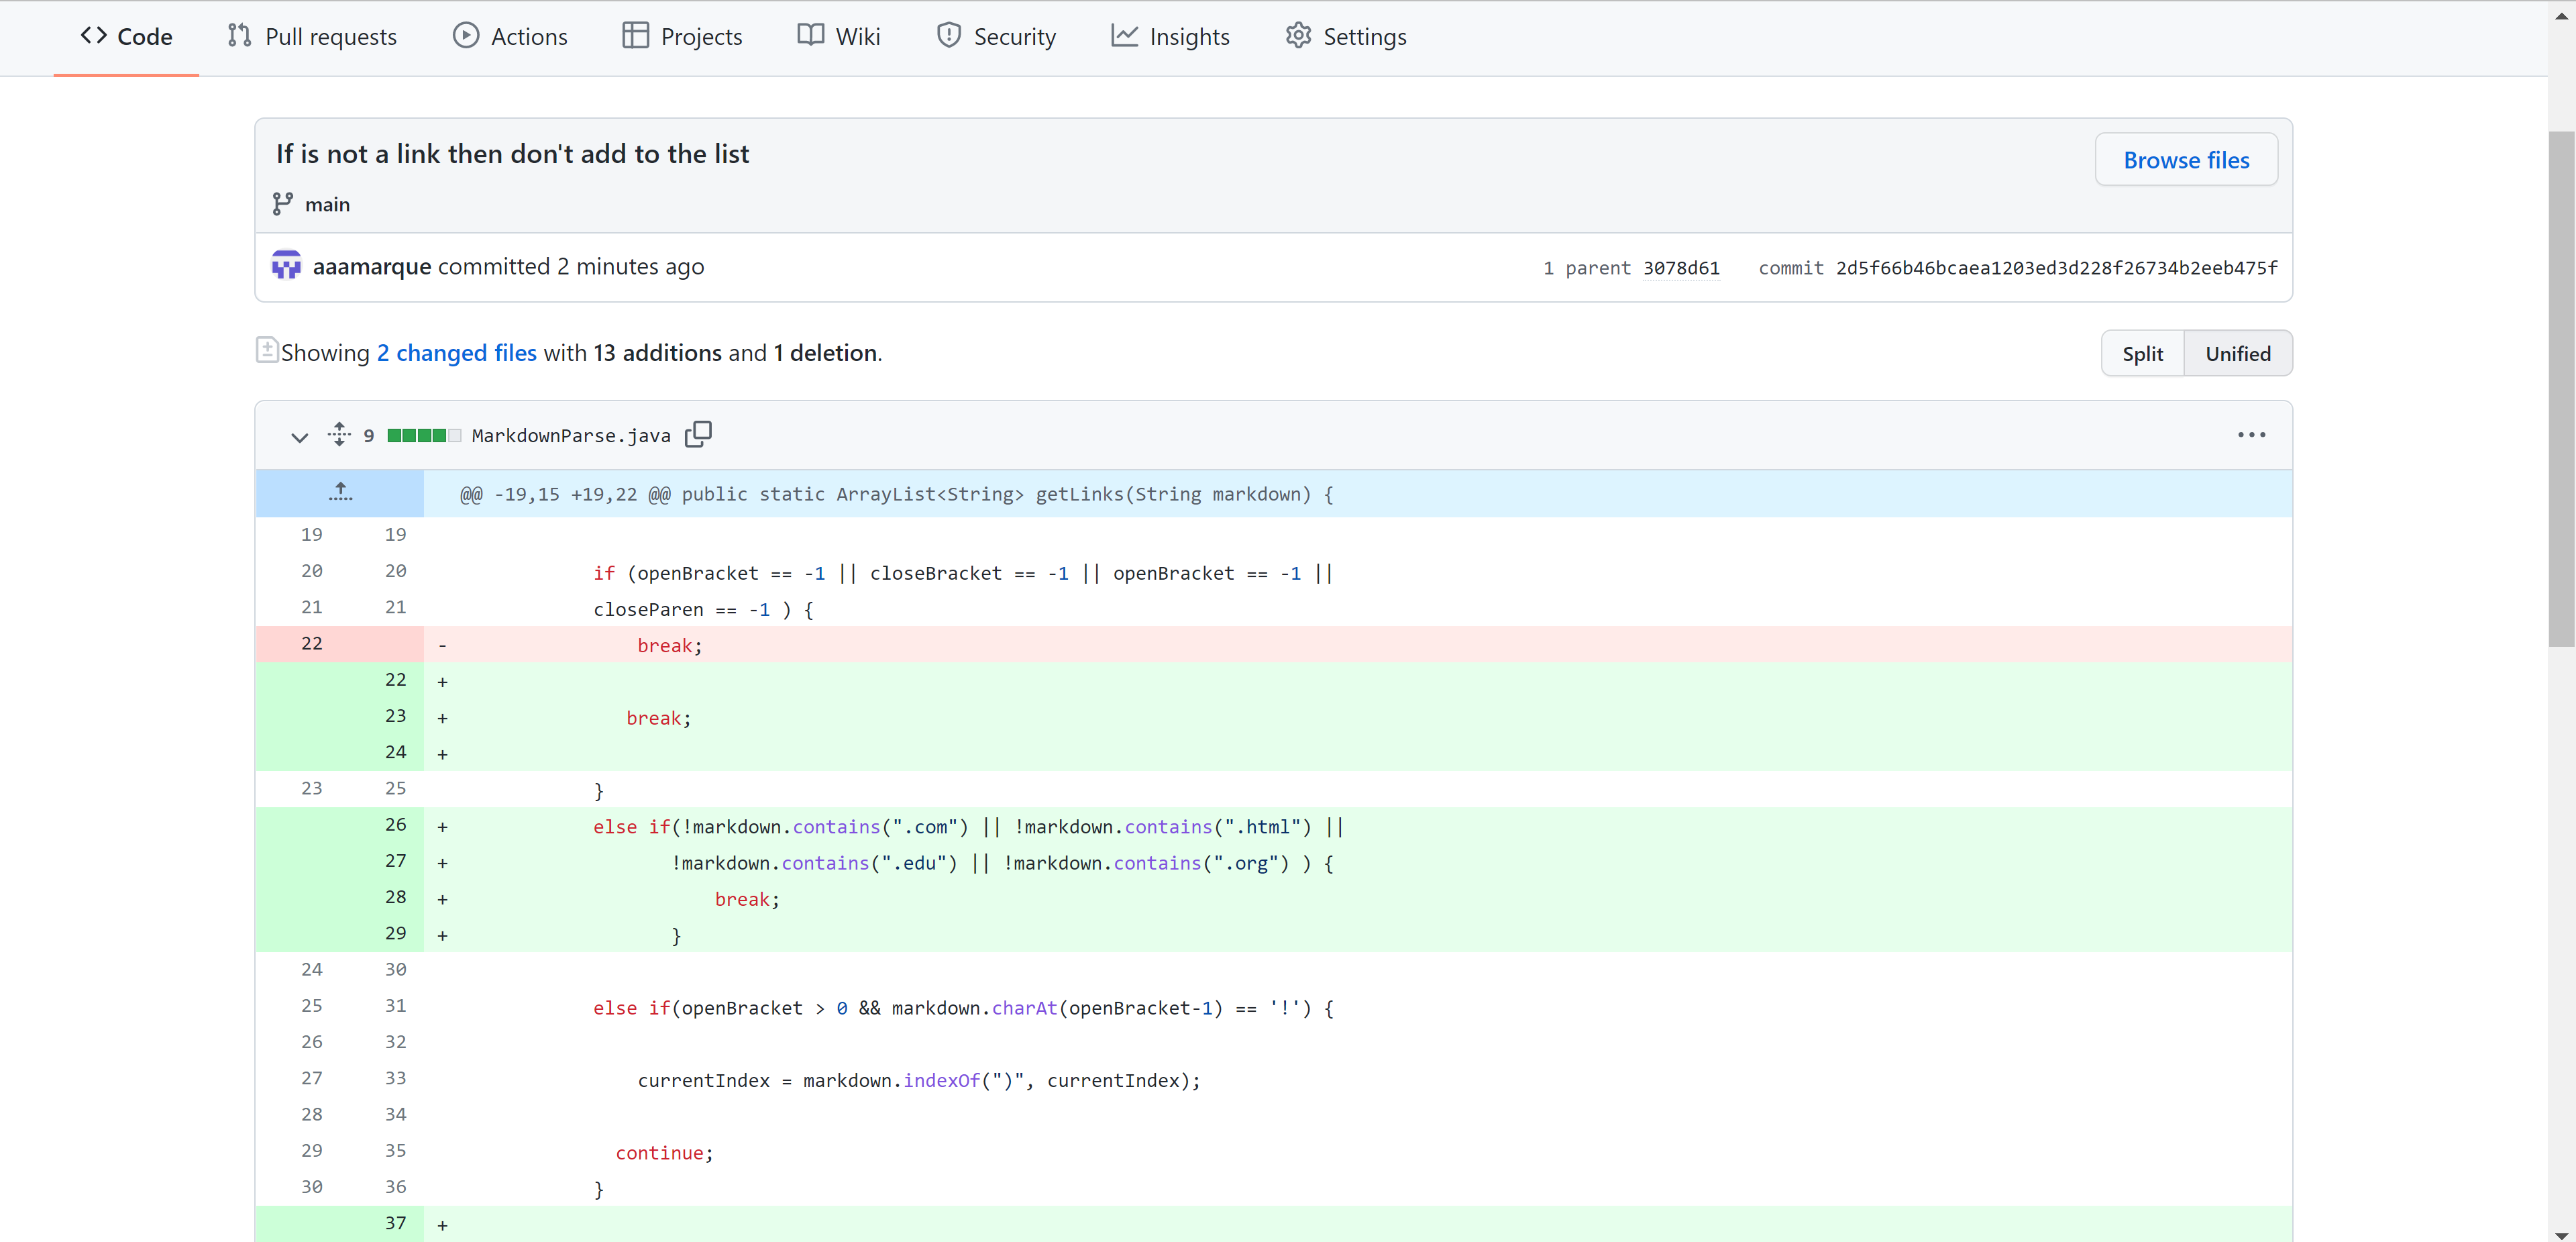 Code Pull requests Actions Projects Wiki Security Insights Settings
If is not a link then don't add to the list
Browse files
main
aaamarque committed 2 minutes ago
1 parent 3078d61 commit 2d5f66b46bcaea1203ed3d228f26734b2eeb475f
Showing 2 changed files with 13 additions and 1 deletion.
Split Unified
9 MarkdownParse.java
@@ -19,15 +19,22 @@ public static ArrayList<String> getLinks(String markdown) {
19 19
20 20 if (openBracket == -1 || closeBracket == -1 || openBracket == -1 ||
21 21 closeParen == -1 ) {
22 - break;
22 +
23 + break;
24 +
23 25 }
26 + else if(!markdown.contains(".com") || !markdown.contains(".html") ||
27 + !markdown.contains(".edu") || !markdown.contains(".org") ) {
28 + break;
29 + }
24 30
25 31 else if(openBracket > 0 && markdown.charAt(openBracket-1) == '!') {
26 32
27 33 currentIndex = markdown.indexOf(")", currentIndex);
28 34
29 35 continue;
30 36 }
37 +